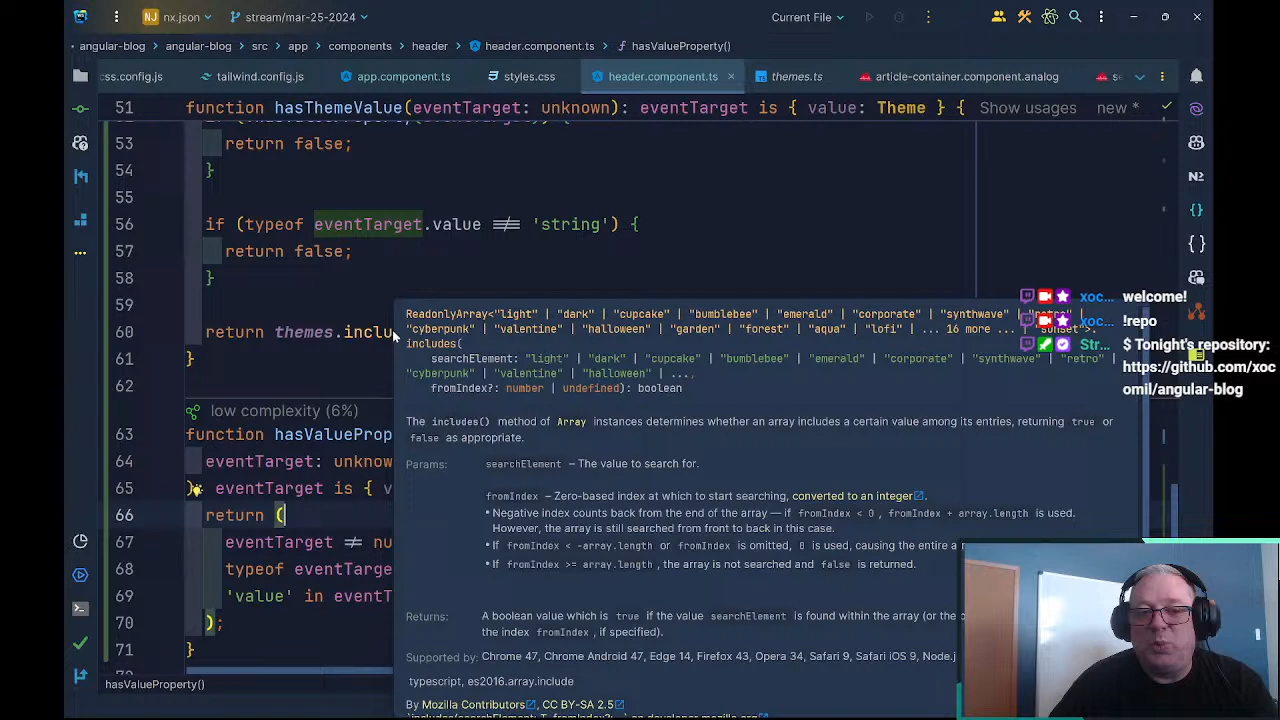 NJ nx.json stream/mar-25-2024 Current File
angular-blog angular-blog src app components header header.component.ts hasValueProperty()
ss.config.js tailwind.config.js app.component.ts styles.css header.component.ts themes.ts article-container.component.analog
51 function hasThemeValue(eventTarget: unknown): eventTarget is { value: Theme } { Show usages new *
53 return false;
54 }
55
56 if (typeof eventTarget.value !== 'string') {
57 return false;
58 }
59
60 return themes.inclu
61 }
62
low complexity (6%)
63 function hasValueProp
64 eventTarget: unknow
65 }: eventTarget is { v
66 return (
67 eventTarget != nu
68 typeof eventTarge
69 'value' in eventT
70 );
71 }
hasValueProperty()
ReadonlyArray<"light" | "dark" | "cupcake" | "bumblebee" | "emerald" | "corporate" | "synthwave" | "retro" |
"cyberpunk" | "valentine" | "halloween" | "garden" | "forest" | "aqua" | "lofi" | ... 16 more ... | "sunset">.
includes(
searchElement: "light" | "dark" | "cupcake" | "bumblebee" | "emerald" | "corporate" | "synthwave" | "retro" |
"cyberpunk" | "valentine" | "halloween" | ...,
fromIndex?: number | undefined): boolean
The includes() method of Array instances determines whether an array includes a certain value among its entries, returning true or
false as appropriate.
Params: searchElement – The value to search for.
fromIndex – Zero-based index at which to start searching, converted to an integer.
• Negative index counts back from the end of the array — if fromIndex < 0, fromIndex + array.length is used.
However, the array is still searched from front to back in this case.
• If fromIndex < -array.length or fromIndex is omitted, 0 is used, causing the entire a
• If fromIndex >= array.length, the array is not searched and false is returned.
Returns: A boolean value which is true if the value searchElement is found within the array (or the p
the index fromIndex, if specified).
Supported by: Chrome 47, Chrome Android 47, Edge 14, Firefox 43, Opera 34, Safari 9, Safari iOS 9, Node.j
typescript, es2016.array.include
By Mozilla Contributors, CC BY-SA 2.5
xoc... welcome!
xoc... !repo
Str... $ Tonight's repository:
https://github.com/xoc
omil/angular-blog